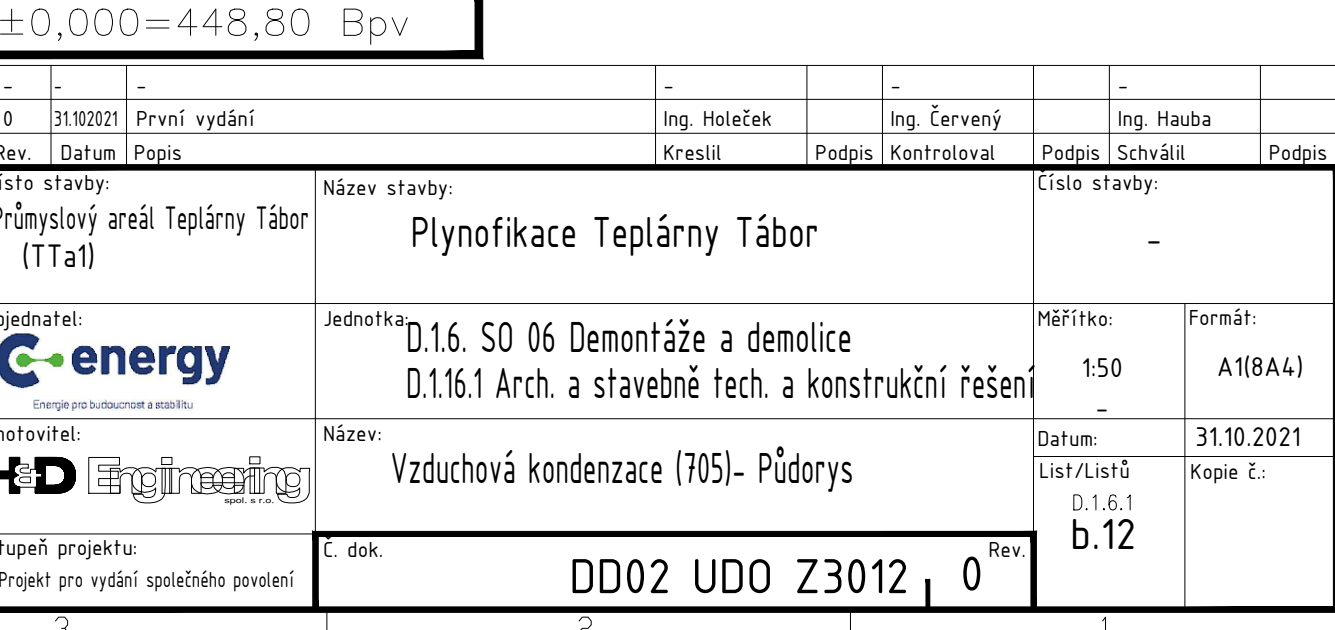 ±0,000=448,80 Bpv
- - - - - -
0 31.102021 První vydání Ing. Holeček Ing. Červený Ing. Hauba
Rev. Datum Popis Kreslil Podpis Kontroloval Podpis Schválil Podpis
ísto stavby:
Průmyslový areál Teplárny Tábor
(TTa1)
Název stavby:
Plynofikace Teplárny Tábor
Číslo stavby:
-
bjednatel:
C-energy
Energie pro budoucnost a stabilitu
Jednotka:
D.1.6. SO 06 Demontáže a demolice
D.1.16.1 Arch. a stavebně tech. a konstrukční řešení
Měřítko:
1:50
-
Formát:
A1(8A4)
hotovitel:
H&D Engineering
spol. s r.o.
Název:
Vzduchová kondenzace (705)- Půdorys
Datum:
31.10.2021
List/Listů
D.1.6.1
b.12
Kopie č.:
tupeň projektu:
Projekt pro vydání společného povolení
Č. dok.
DD02 UDO Z3012
Rev.
0
3 2 1